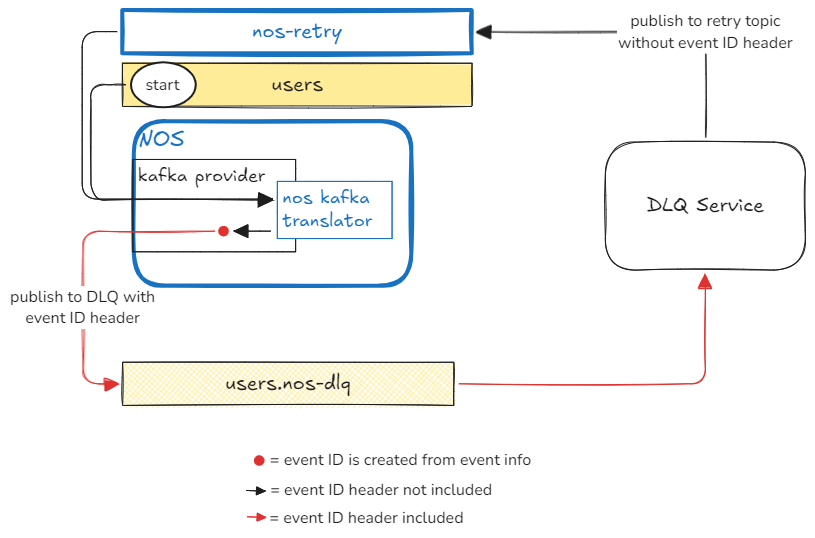 nos-retry
publish to retry topic
without event ID header
start
users
NOS
kafka provider
nos kafka
translator
DLQ Service
publish to DLQ with
event ID header
users.nos-dlq
= event ID is created from event info
= event ID header not included
= event ID header included